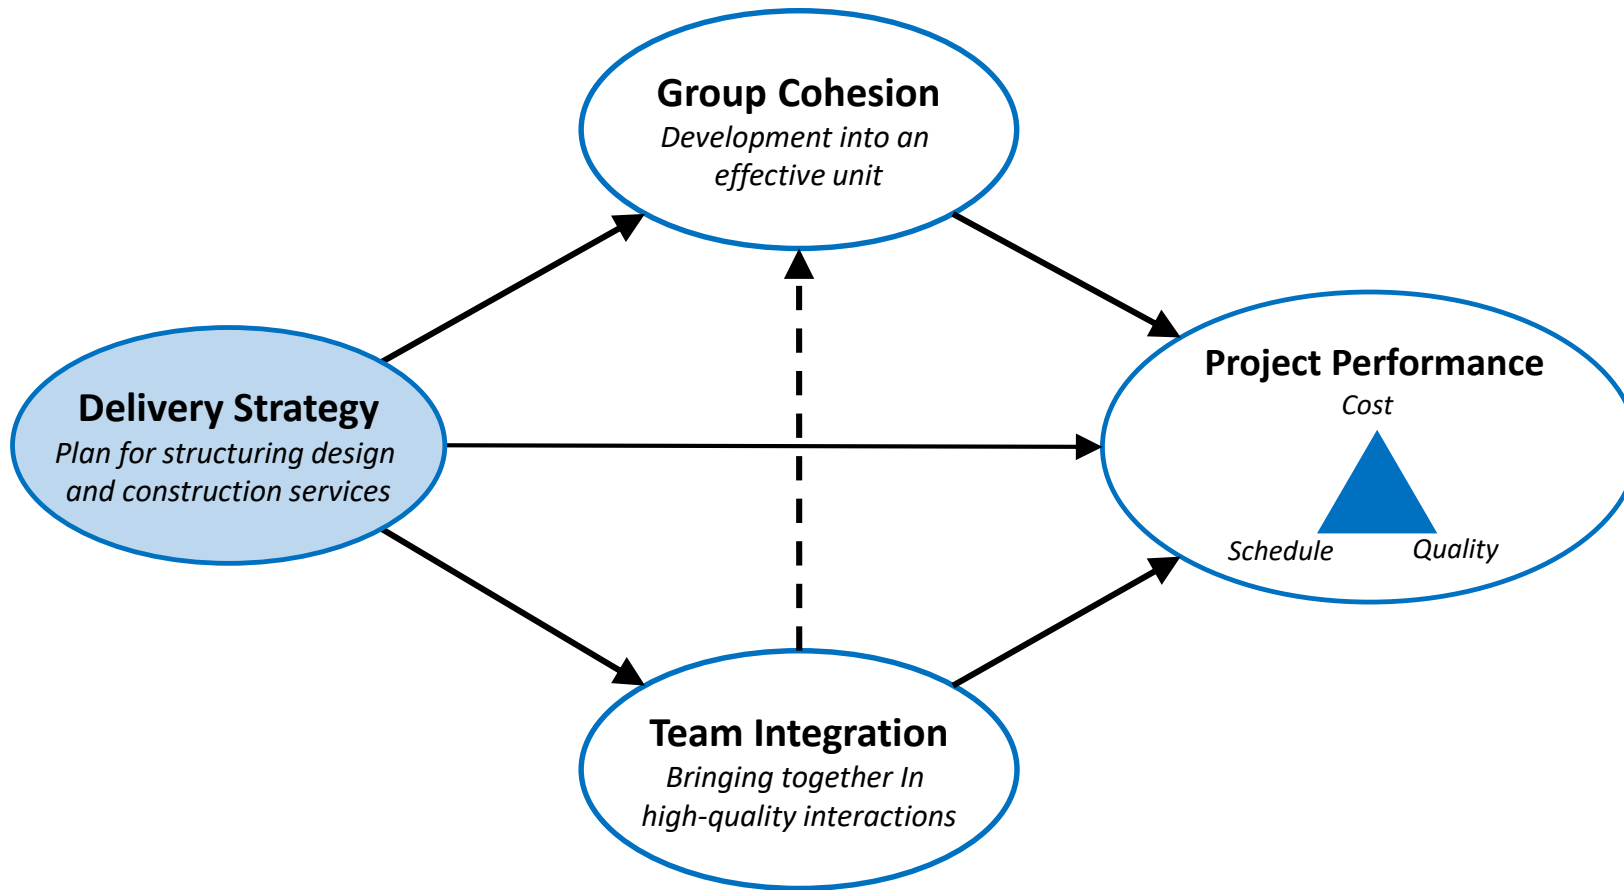 Group Cohesion
Development into an
effective unit
Delivery Strategy
Plan for structuring design
and construction services
Project Performance
Cost
Schedule
Quality
Team Integration
Bringing together In
high-quality interactions